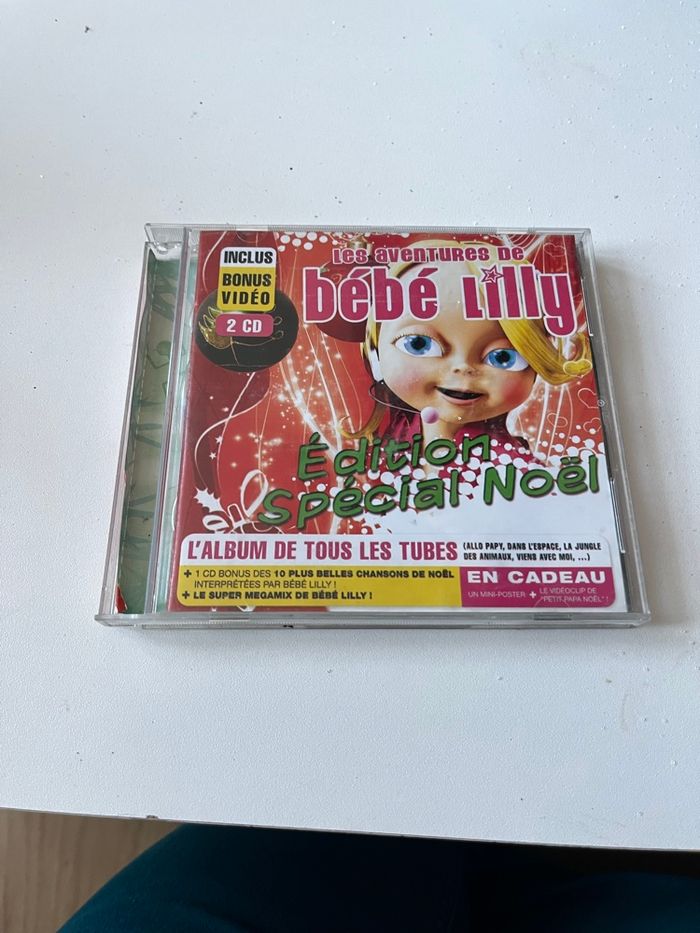 INCLUS
BONUS
VIDÉO
2 CD
Les aventures de
bébé Lilly
Édition
Spécial Noël
L'ALBUM DE TOUS LES TUBES (ALLO PAPY, DANS L'ESPACE, LA JUNGLE
DES ANIMAUX, VIENS AVEC MOI, ...)
+ 1 CD BONUS DES 10 PLUS BELLES CHANSONS DE NOËL
INTERPRÉTÉES PAR BÉBÉ LILLY !
+ LE SUPER MEGAMIX DE BÉBÉ LILLY !
EN CADEAU
UN MINI-POSTER + LE VIDÉOCLIP DE
"PETIT PAPA NOËL" !